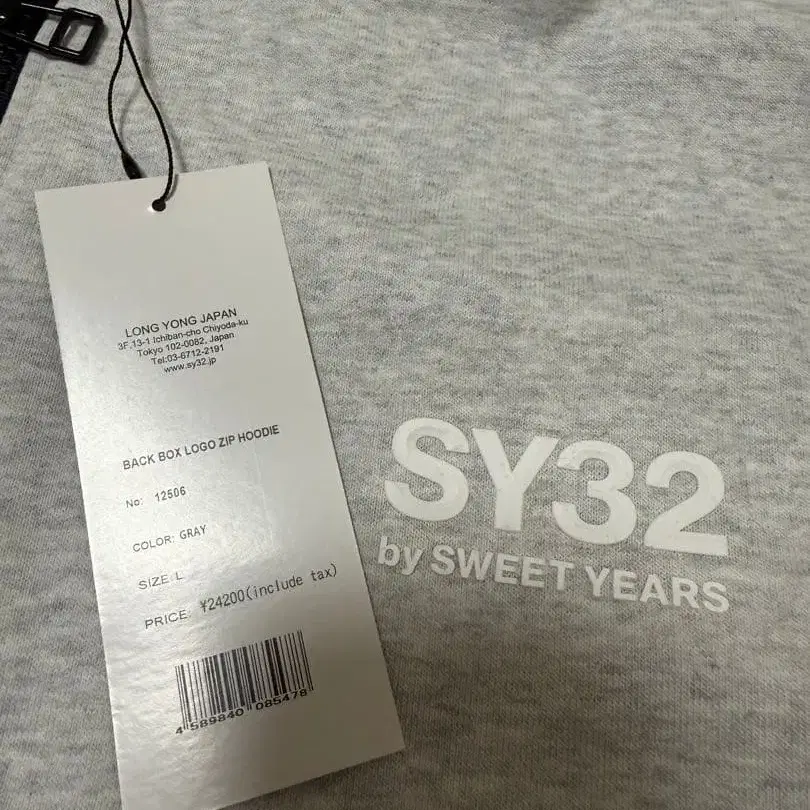 LONG YONG JAPAN
3F,13-1 Ichiban-cho Chiyoda-ku
Tokyo 102-0082, Japan
Tel:03-6712-2191
www.sy32.jp
BACK BOX LOGO ZIP HOODIE
No: 12506
COLOR: GRAY
SIZE: L
PRICE: ¥24200(include tax)
4 589840 085478
SY32
by SWEET YEARS